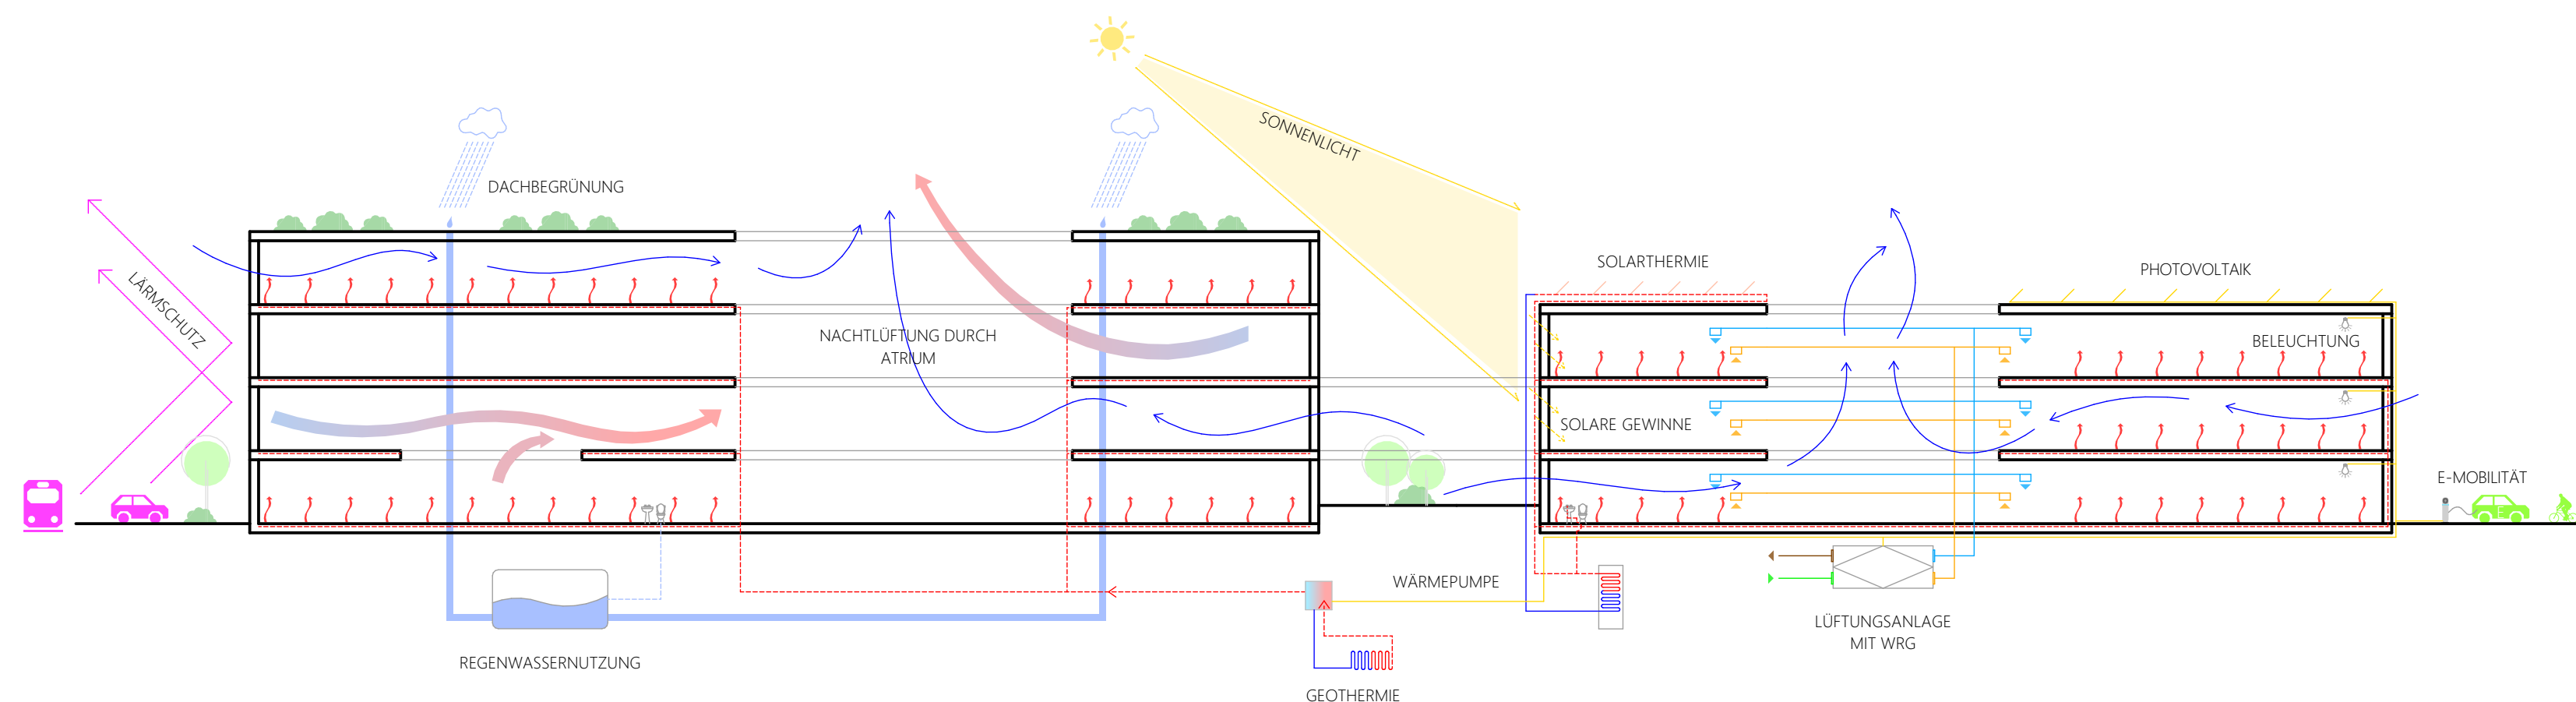 SONNENLICHT
DACHBEGRÜNUNG
LÄRMSCHUTZ
NACHTLÜFTUNG DURCH
ATRIUM
SOLARTHERMIE
PHOTOVOLTAIK
BELEUCHTUNG
SOLARE GEWINNE
E-MOBILITÄT
E
WÄRMEPUMPE
LÜFTUNGSANLAGE
MIT WRG
REGENWASSERNUTZUNG
GEOTHERMIE